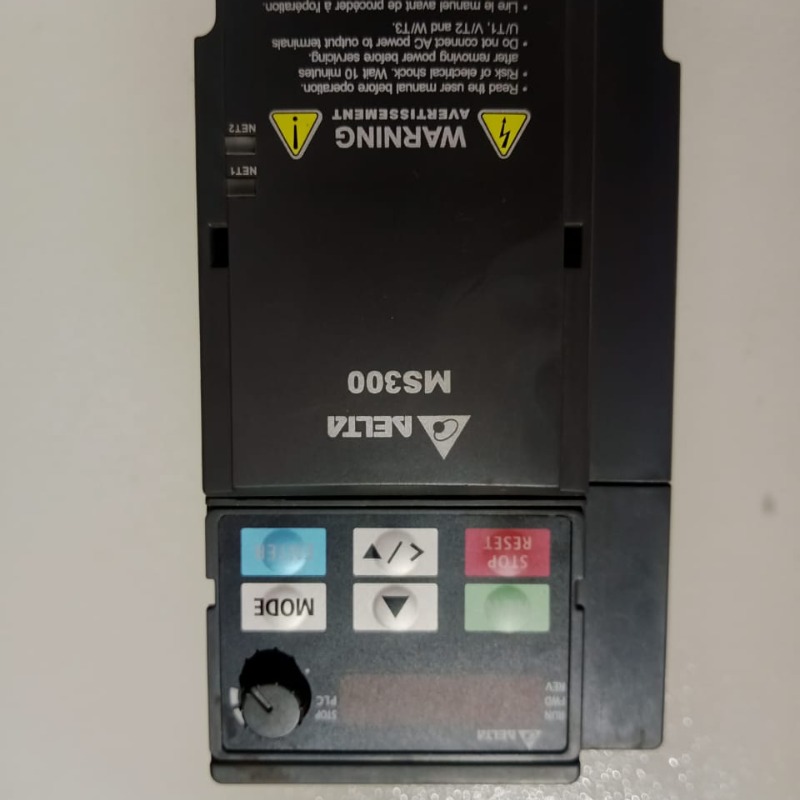 DELTA
RUN
FWD
REV
STOP
PLC
MODE
STOP
RESET
ENTER
DELTA
MS300
NET1
NET2
WARNING
AVERTISSEMENT
• Read the user manual before operation.
• Risk of electrical shock. Wait 10 minutes
after removing power before servicing.
• Do not connect AC power to output terminals
U/T1, V/T2 and W/T3.
• Lire le manuel avant de procéder à l'opération.